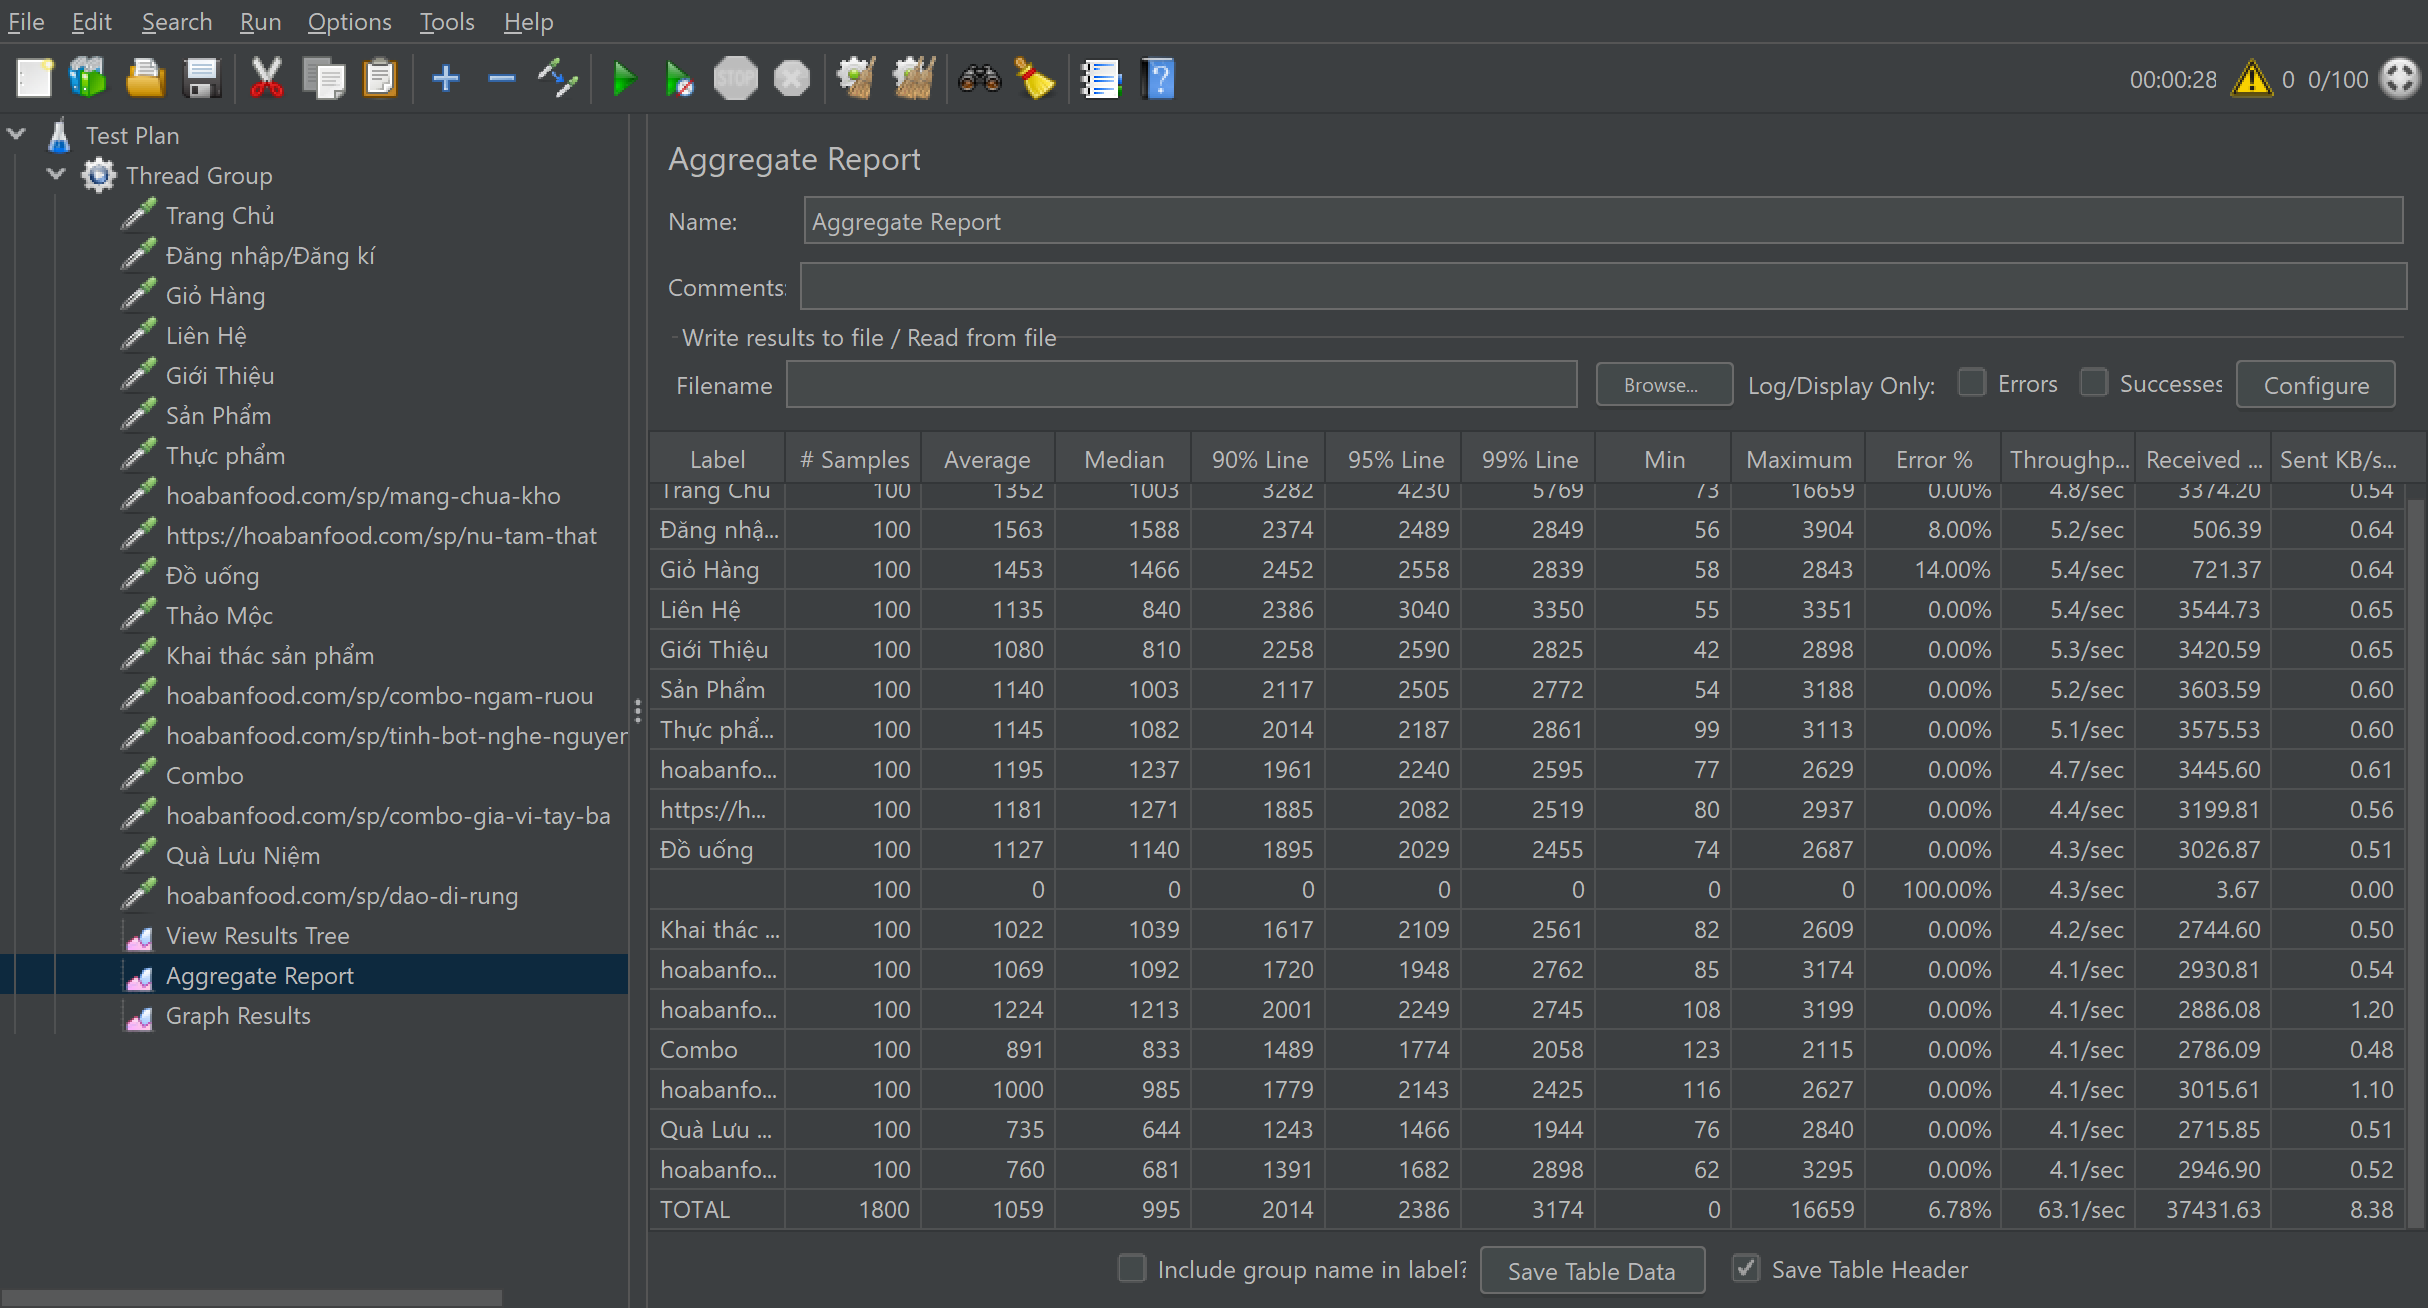 File Edit Search Run Options Tools Help
STOP
00:00:28 0 0/100
Test Plan
Thread Group
Trang Chủ
Đăng nhập/Đăng kí
Giỏ Hàng
Liên Hệ
Giới Thiệu
Sản Phẩm
Thực phẩm
hoabanfood.com/sp/mang-chua-kho
https://hoabanfood.com/sp/nu-tam-that
Đồ uống
Thảo Mộc
Khai thác sản phẩm
hoabanfood.com/sp/combo-ngam-ruou
hoabanfood.com/sp/tinh-bot-nghe-nguyen
Combo
hoabanfood.com/sp/combo-gia-vi-tay-ba
Quà Lưu Niệm
hoabanfood.com/sp/dao-di-rung
View Results Tree
Aggregate Report
Graph Results
Aggregate Report
Name: Aggregate Report
Comments:
Write results to file / Read from file
Filename Browse... Log/Display Only: Errors Successes Configure
Label # Samples Average Median 90% Line 95% Line 99% Line Min Maximum Error % Throughp... Received ... Sent KB/s...
Trang Chủ 100 1352 1003 3282 4230 5769 73 16659 0.00% 4.8/sec 3374.20 0.54
Đăng nhậ... 100 1563 1588 2374 2489 2849 56 3904 8.00% 5.2/sec 506.39 0.64
Giỏ Hàng 100 1453 1466 2452 2558 2839 58 2843 14.00% 5.4/sec 721.37 0.64
Liên Hệ 100 1135 840 2386 3040 3350 55 3351 0.00% 5.4/sec 3544.73 0.65
Giới Thiệu 100 1080 810 2258 2590 2825 42 2898 0.00% 5.3/sec 3420.59 0.65
Sản Phẩm 100 1140 1003 2117 2505 2772 54 3188 0.00% 5.2/sec 3603.59 0.60
Thực phẩ... 100 1145 1082 2014 2187 2861 99 3113 0.00% 5.1/sec 3575.53 0.60
hoabanfo... 100 1195 1237 1961 2240 2595 77 2629 0.00% 4.7/sec 3445.60 0.61
https://h... 100 1181 1271 1885 2082 2519 80 2937 0.00% 4.4/sec 3199.81 0.56
Đồ uống 100 1127 1140 1895 2029 2455 74 2687 0.00% 4.3/sec 3026.87 0.51
100 0 0 0 0 0 0 0 100.00% 4.3/sec 3.67 0.00
Khai thác ... 100 1022 1039 1617 2109 2561 82 2609 0.00% 4.2/sec 2744.60 0.50
hoabanfo... 100 1069 1092 1720 1948 2762 85 3174 0.00% 4.1/sec 2930.81 0.54
hoabanfo... 100 1224 1213 2001 2249 2745 108 3199 0.00% 4.1/sec 2886.08 1.20
Combo 100 891 833 1489 1774 2058 123 2115 0.00% 4.1/sec 2786.09 0.48
hoabanfo... 100 1000 985 1779 2143 2425 116 2627 0.00% 4.1/sec 3015.61 1.10
Quà Lưu ... 100 735 644 1243 1466 1944 76 2840 0.00% 4.1/sec 2715.85 0.51
hoabanfo... 100 760 681 1391 1682 2898 62 3295 0.00% 4.1/sec 2946.90 0.52
TOTAL 1800 1059 995 2014 2386 3174 0 16659 6.78% 63.1/sec 37431.63 8.38
Include group name in label? Save Table Data Save Table Header